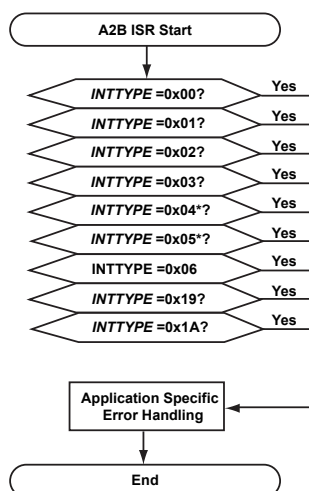 A2B ISR Start
INTTYPE =0x00?
Yes
INTTYPE =0x01?
Yes
INTTYPE =0x02?
Yes
INTTYPE =0x03?
Yes
INTTYPE =0x04*?
Yes
INTTYPE =0x05*?
Yes
INTTYPE =0x06
Yes
INTTYPE =0x19?
Yes
INTTYPE =0x1A?
Yes
Application Specific
Error Handling
End